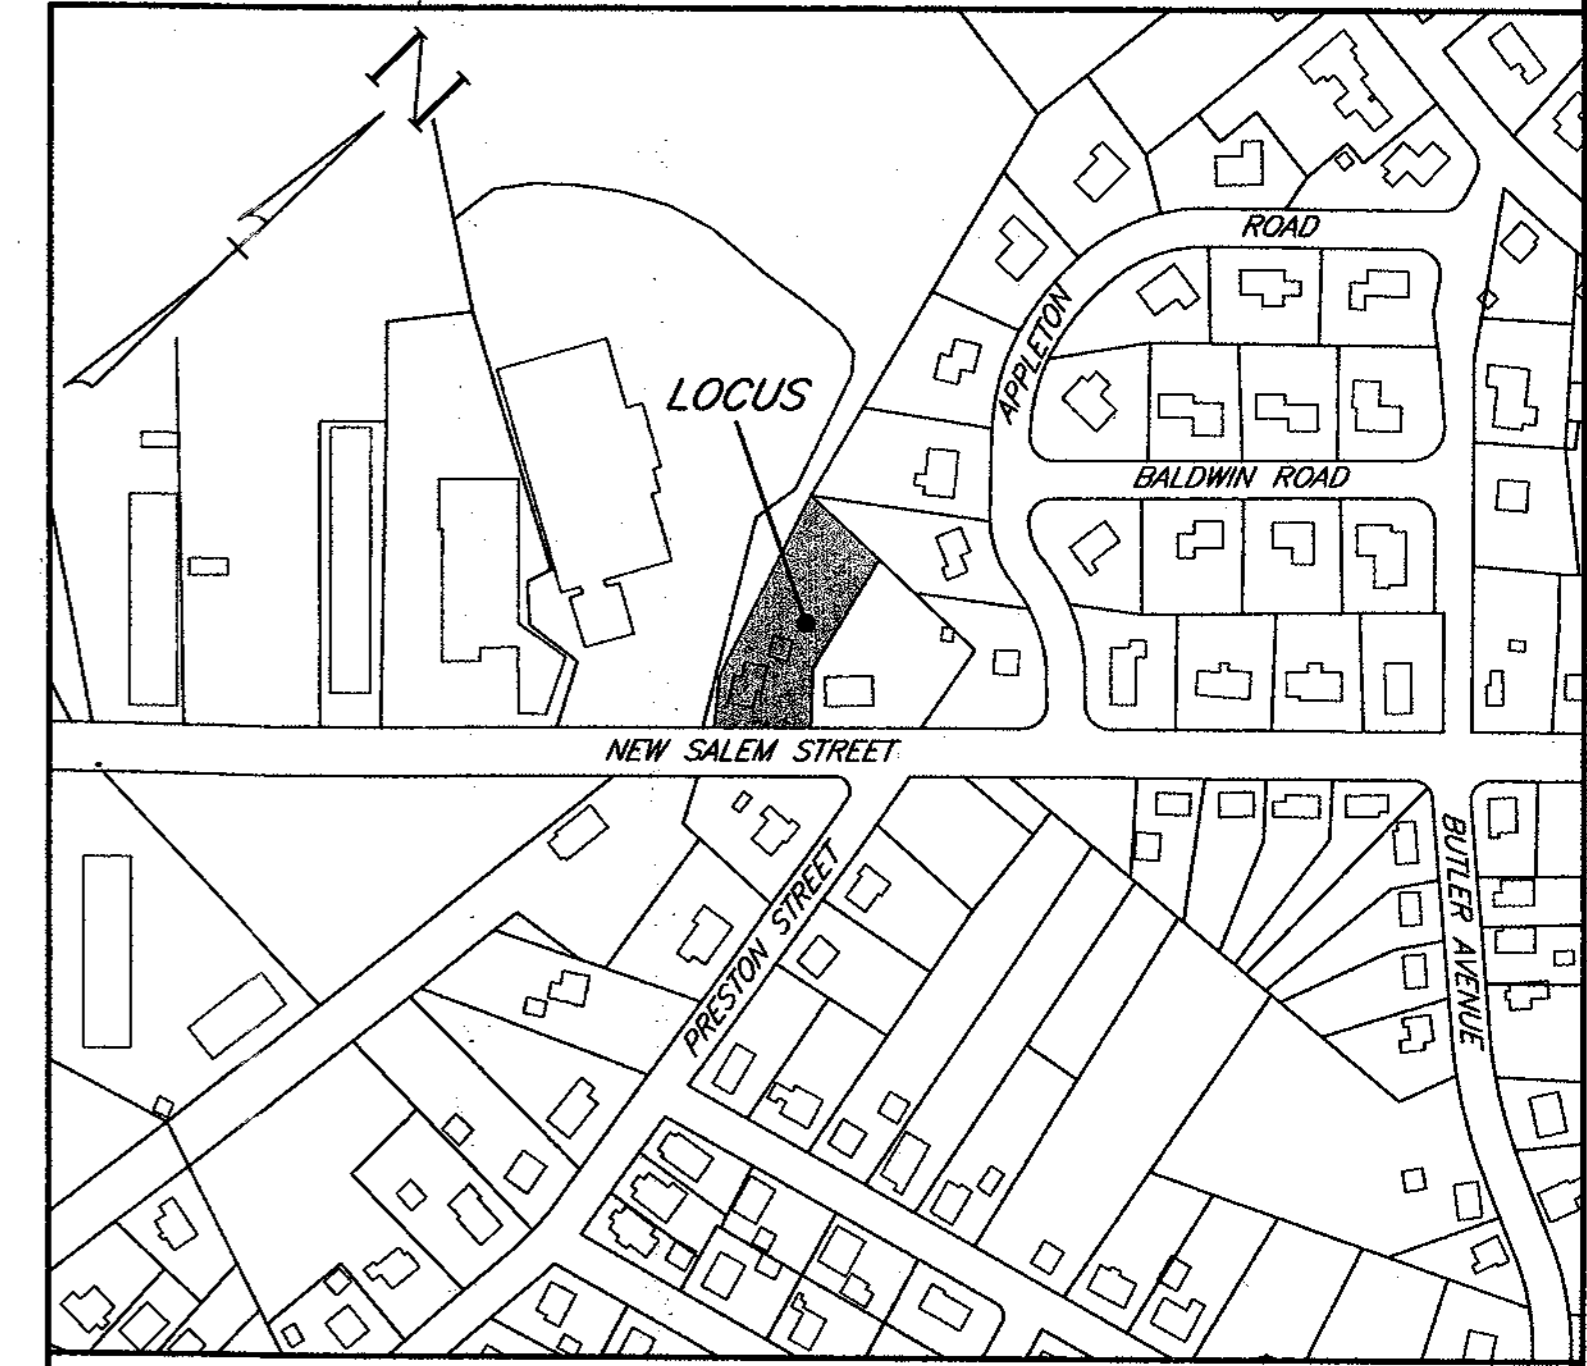 N
ROAD
APPLETON
LOCUS
BALDWIN ROAD
NEW SALEM STREET
PRESTON STREET
BUTLER AVENUE